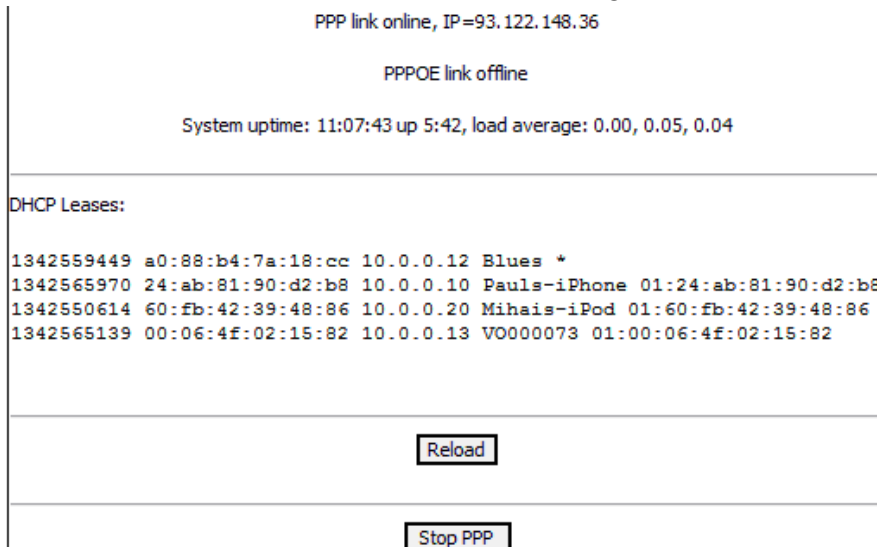 PPP link online, IP=93.122.148.36
PPPOE link offline
System uptime: 11:07:43 up 5:42, load average: 0.00, 0.05, 0.04
DHCP Leases:
1342559449 a0:88:b4:7a:18:cc 10.0.0.12 Blues *
1342565970 24:ab:81:90:d2:b8 10.0.0.10 Pauls-iPhone 01:24:ab:81:90:d2:b8
1342550614 60:fb:42:39:48:86 10.0.0.20 Mihais-iPod 01:60:fb:42:39:48:86
1342565139 00:06:4f:02:15:82 10.0.0.13 VO000073 01:00:06:4f:02:15:82
Reload
Stop PPP